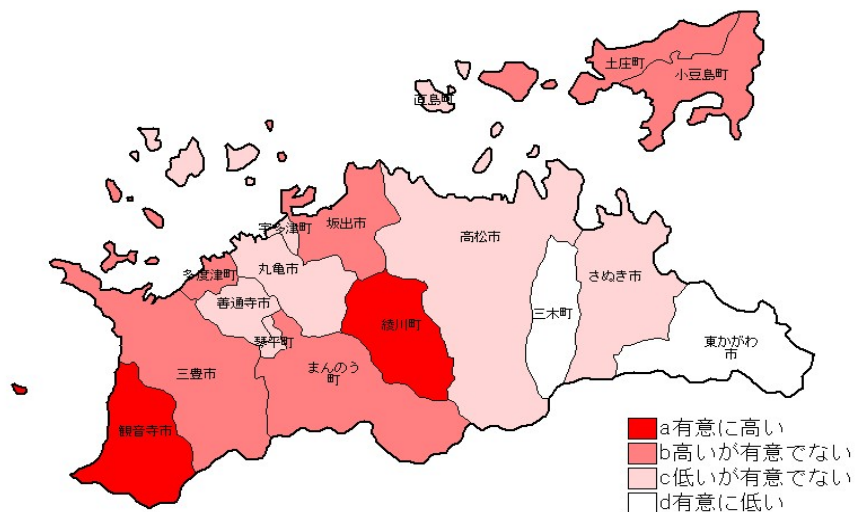 土庄町
小豆島町
直島町
宇多津町
坂出市
高松市
多度津町
丸亀市
さぬき市
善通寺市
三木町
綾川町
琴平町
東かがわ
市
三豊市
まんのう
町
観音寺市
a有意に高い
b高いが有意でない
c低いが有意でない
d有意に低い